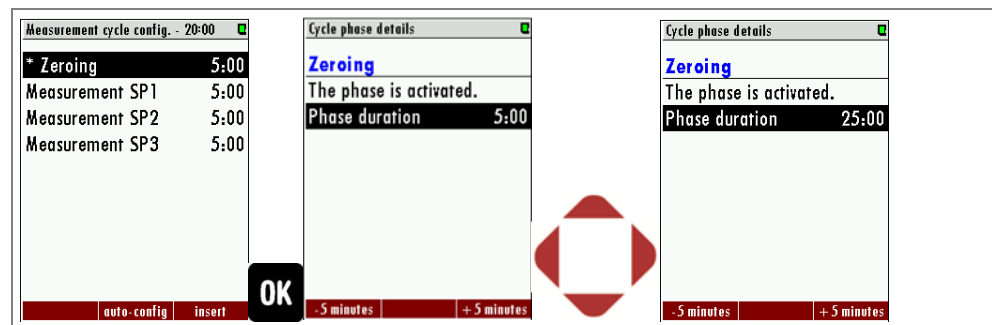 Measurement cycle config. - 20:00
* Zeroing 5:00
Measurement SP1 5:00
Measurement SP2 5:00
Measurement SP3 5:00
auto-config insert
OK
Cycle phase details
Zeroing
The phase is activated.
Phase duration 5:00
-5 minutes +5 minutes
Cycle phase details
Zeroing
The phase is activated.
Phase duration 25:00
-5 minutes +5 minutes